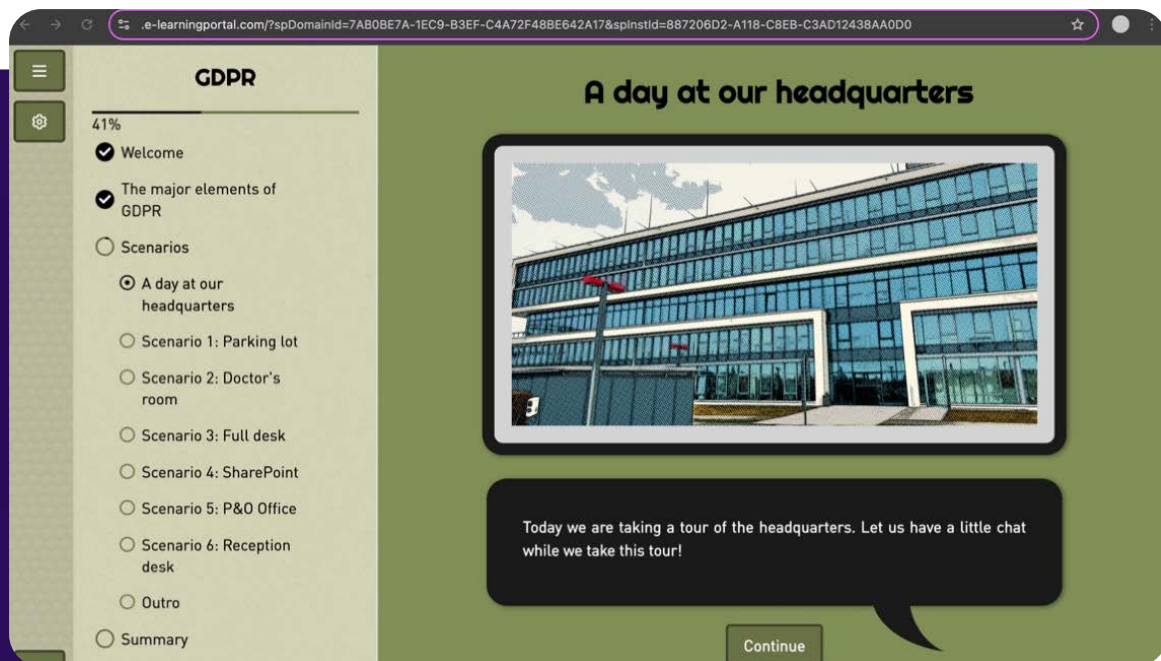 .e-learningportal.com/?spDomainId=7AB0BE7A-1EC9-B3EF-C4A72F48BE642A17&spInstId=887206D2-A118-C8EB-C3AD12438AA0D0
GDPR
41%
Welcome
The major elements of
GDPR
Scenarios
A day at our
headquarters
Scenario 1: Parking lot
Scenario 2: Doctor's
room
Scenario 3: Full desk
Scenario 4: SharePoint
Scenario 5: P&O Office
Scenario 6: Reception
desk
Outro
Summary
A day at our headquarters
Today we are taking a tour of the headquarters. Let us have a little chat
while we take this tour!
Continue